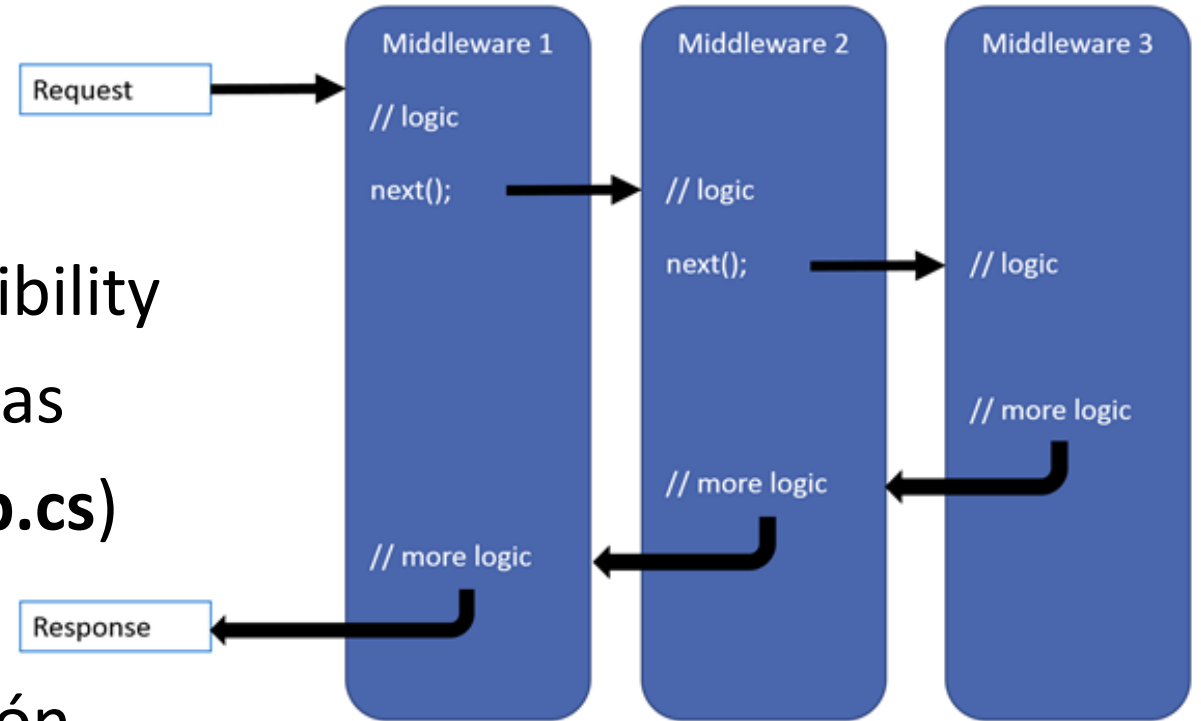 Middleware 1
Middleware 2
Middleware 3
Request
// logic
next();
// logic
next();
// logic
ibility
as
// more logic
// more logic
.cs)
// more logic
Response
ón